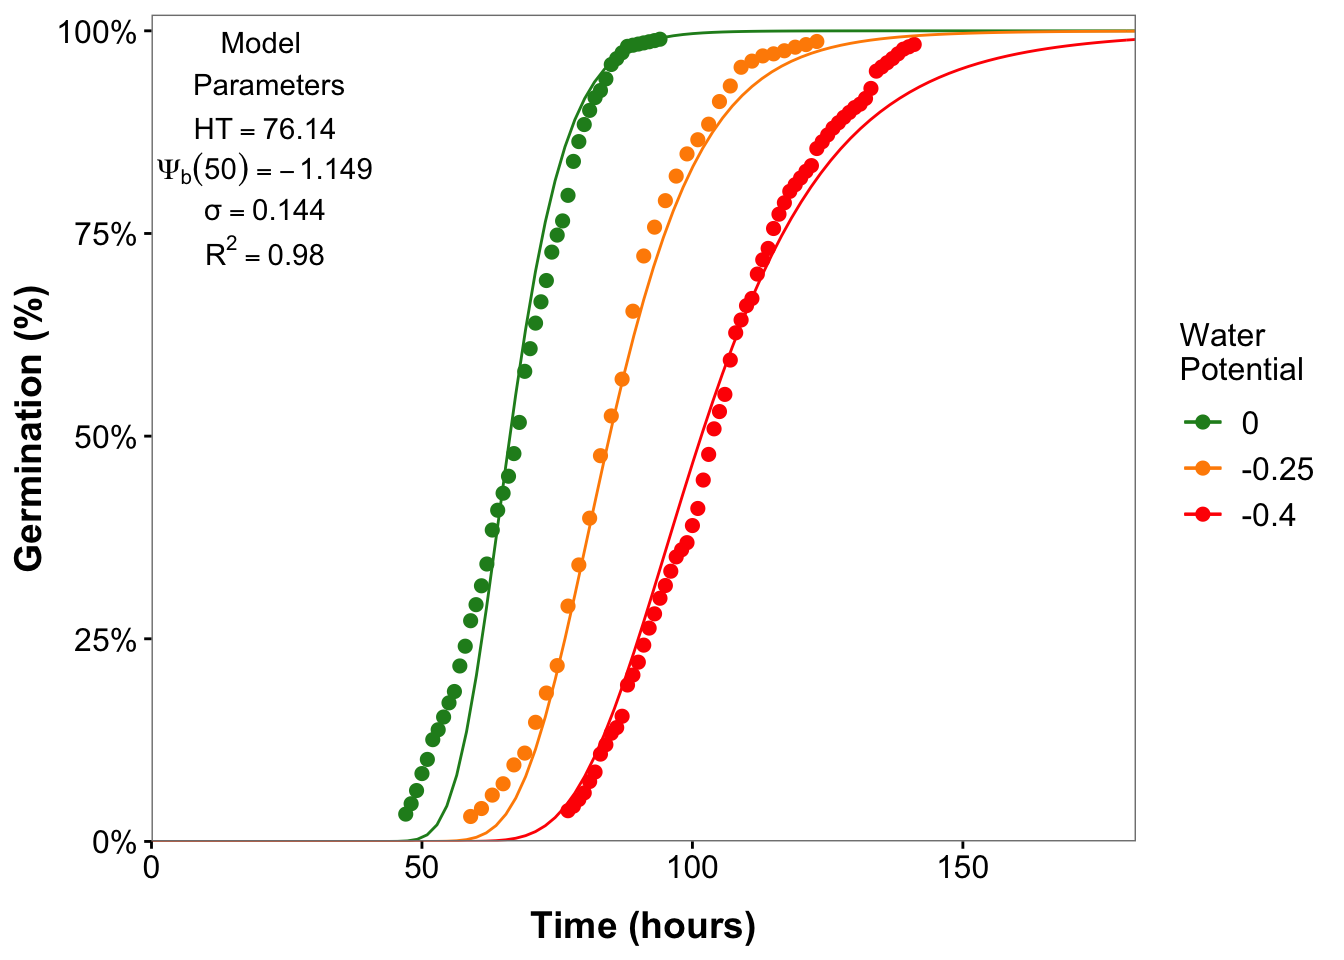 Model
Parameters
HT = 76.14
Ψb(50) = − 1.149
σ = 0.144
R² = 0.98
100%
75%
50%
25%
0%
Germination (%)
0
50
100
150
Time (hours)
Water
Potential
0
-0.25
-0.4